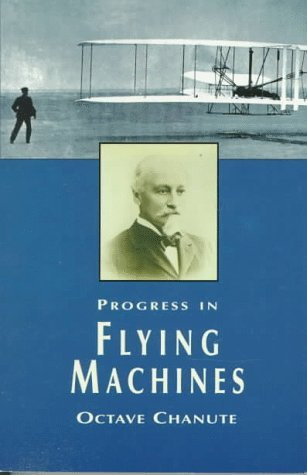 PROGRESS IN
FLYING
MACHINES
OCTAVE CHANUTE